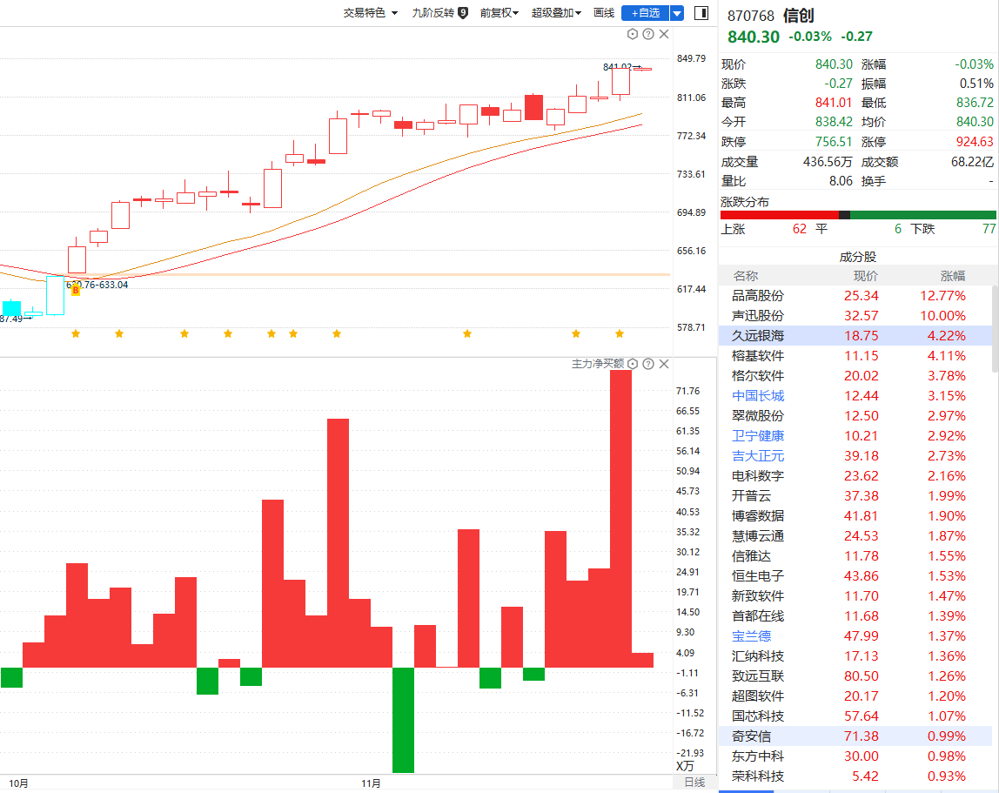 交易特色 九阶反转 9 前复权 超级叠加 画线 +自选
870768 信创
840.30 -0.03% -0.27
现价 840.30 涨幅 -0.03%
涨跌 -0.27 振幅 0.51%
最高 841.01 最低 836.72
今开 838.42 均价 840.30
跌停 756.51 涨停 924.63
成交量 436.56万 成交额 68.22亿
量比 8.06 换手 -
涨跌分布
上涨 62 平 6 下跌 77
成分股
名称 现价 涨幅
品高股份 25.34 12.77%
声迅股份 32.57 10.00%
久远银海 18.75 4.22%
榕基软件 11.15 4.11%
格尔软件 20.02 3.78%
中国长城 12.44 3.15%
翠微股份 12.50 2.97%
卫宁健康 10.21 2.92%
吉大正元 39.18 2.73%
电科数字 23.62 2.16%
开普云 37.38 1.99%
博睿数据 41.81 1.90%
慧博云通 24.53 1.87%
信雅达 11.78 1.55%
恒生电子 43.86 1.53%
新致软件 11.70 1.47%
首都在线 11.68 1.39%
宝兰德 47.99 1.37%
汇纳科技 17.13 1.36%
致远互联 80.50 1.26%
超图软件 20.17 1.20%
国芯科技 57.64 1.07%
奇安信 71.38 0.99%
东方中科 30.00 0.98%
荣科科技 5.42 0.93%
849.79
841.02
811.06
772.34
733.61
694.89
656.16
630.76-633.04
B
617.44
87.49
578.71
主力净买额
71.76
66.55
61.35
56.14
50.94
45.73
40.53
35.32
30.12
24.91
19.71
14.50
9.30
4.09
-1.11
-6.31
-11.52
-16.72
-21.93
X万
10月 11月 日线